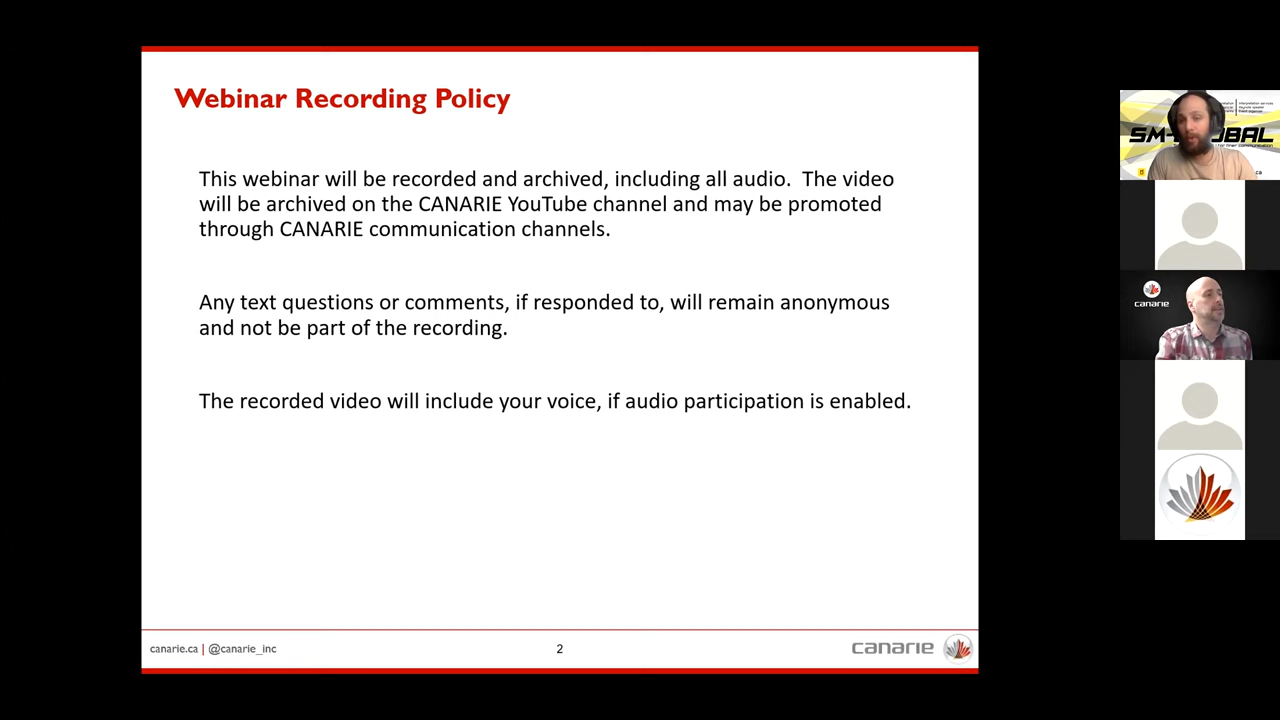 Webinar Recording Policy
This webinar will be recorded and archived, including all audio.  The video
will be archived on the CANARIE YouTube channel and may be promoted
through CANARIE communication channels.
Any text questions or comments, if responded to, will remain anonymous
and not be part of the recording.
The recorded video will include your voice, if audio participation is enabled.
canarie.ca | @canarie_inc
2
canarie
canarie